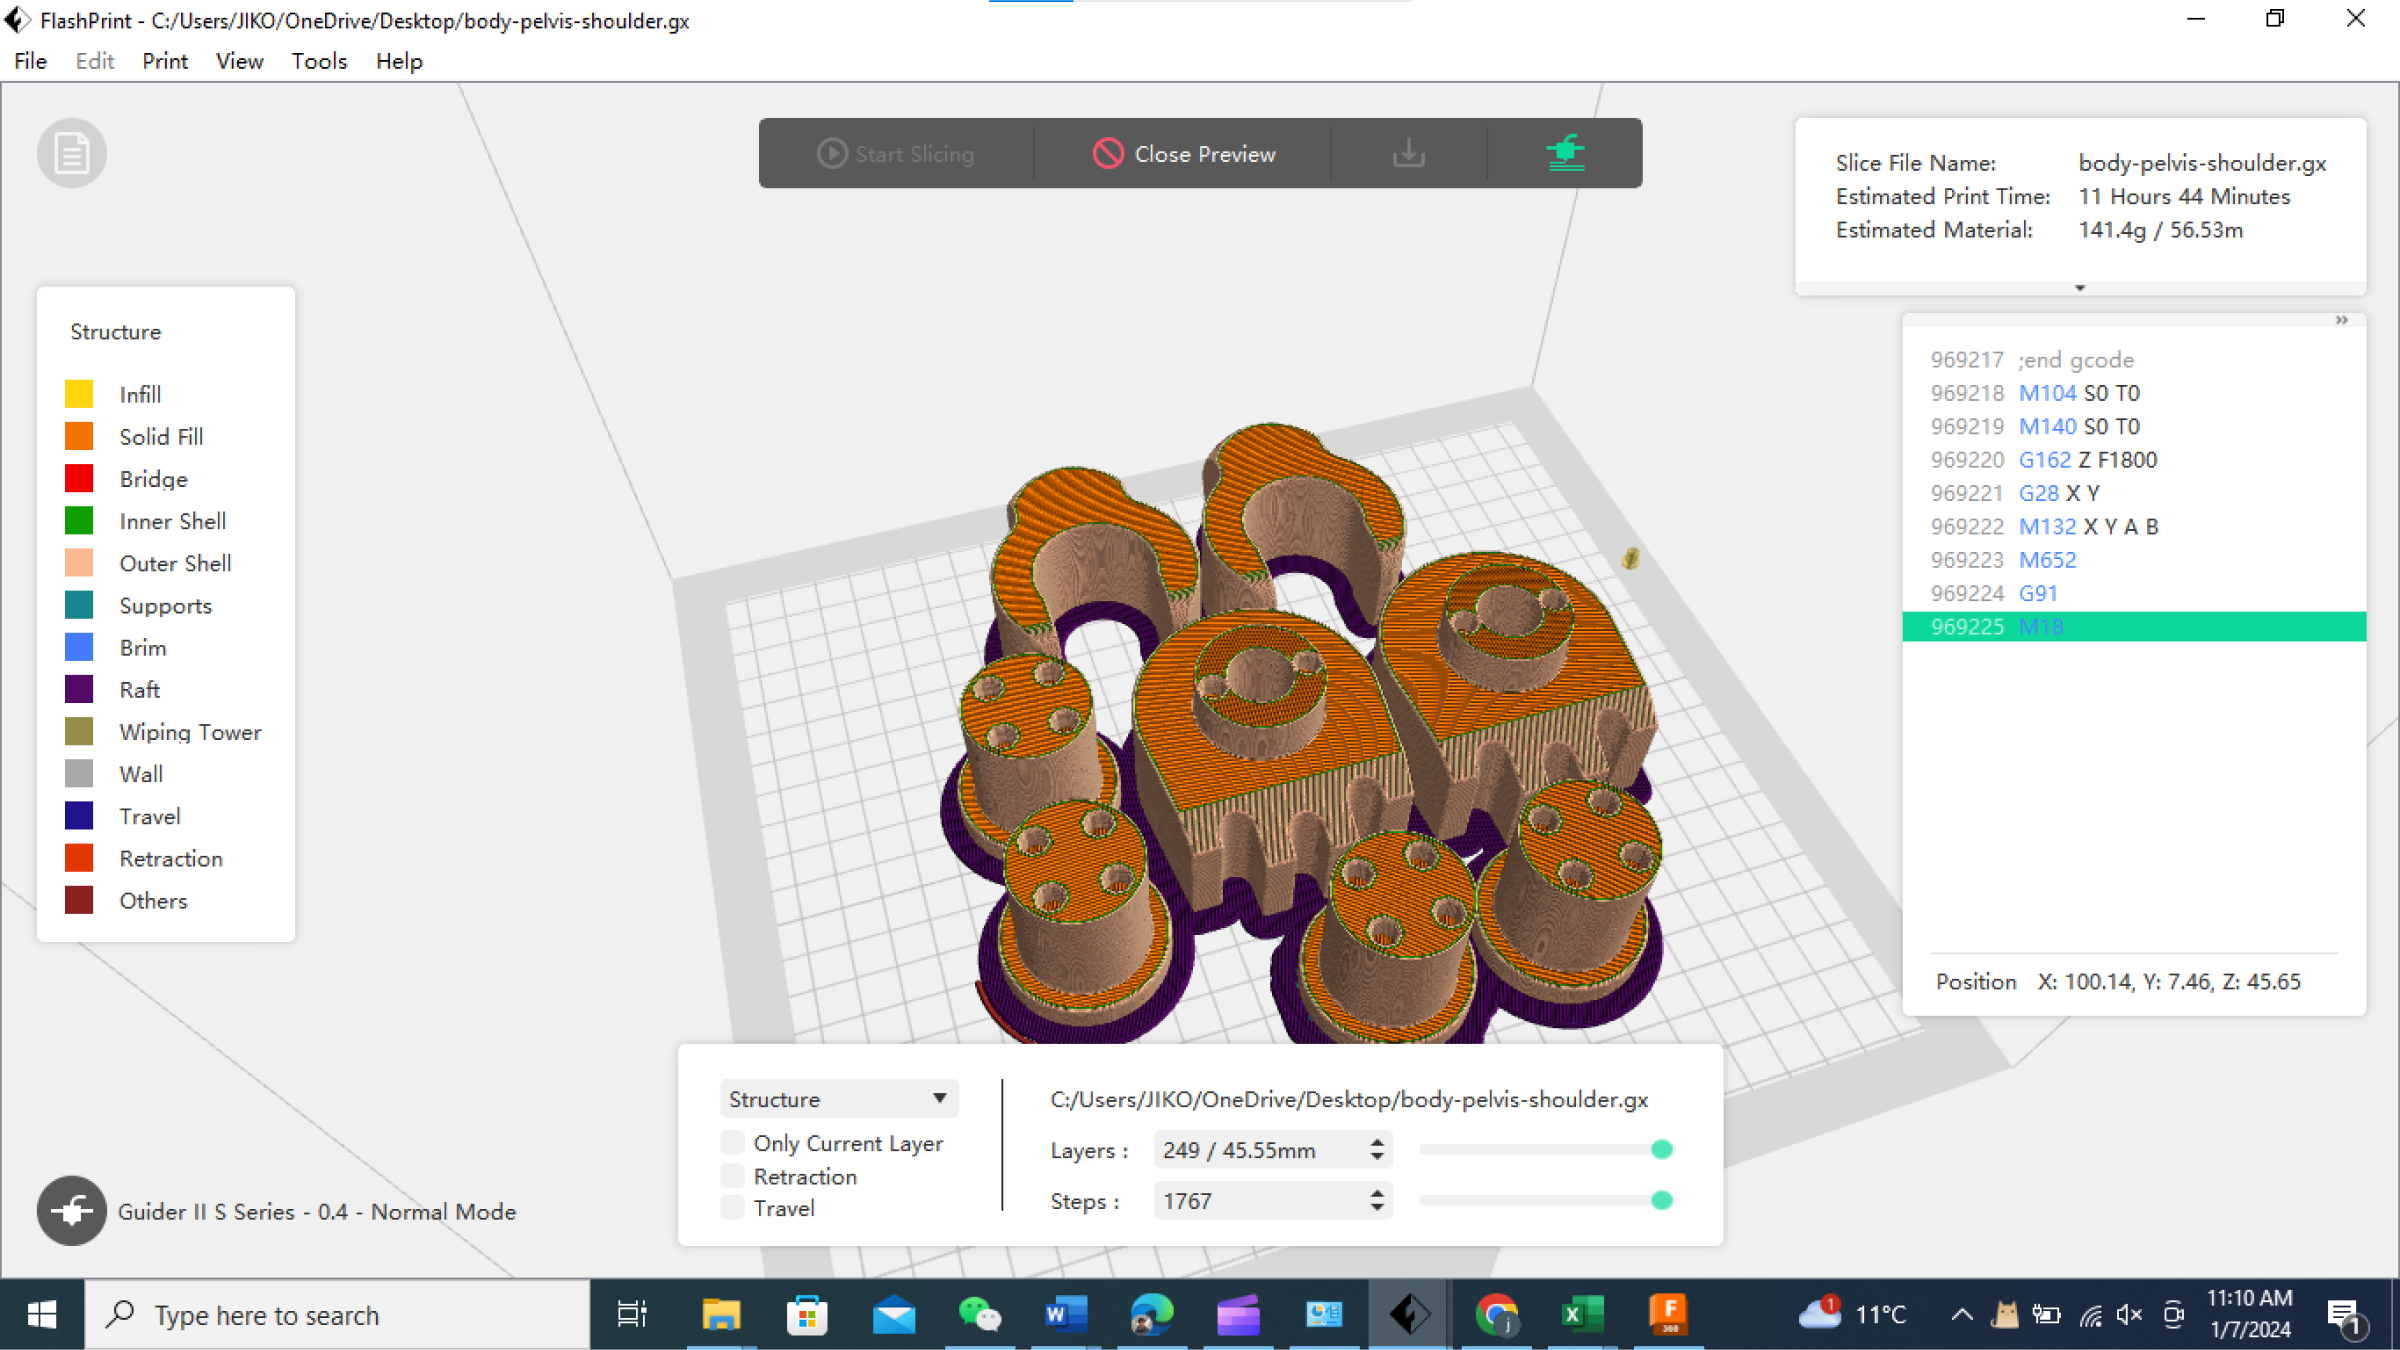 FlashPrint - C:/Users/JIKO/OneDrive/Desktop/body-pelvis-shoulder.gx
File Edit Print View Tools Help
Start Slicing Close Preview
Slice File Name: body-pelvis-shoulder.gx
Estimated Print Time: 11 Hours 44 Minutes
Estimated Material: 141.4g / 56.53m
Structure
Infill
Solid Fill
Bridge
Inner Shell
Outer Shell
Supports
Brim
Raft
Wiping Tower
Wall
Travel
Retraction
Others
»
969217 ;end gcode
969218 M104 S0 T0
969219 M140 S0 T0
969220 G162 Z F1800
969221 G28 X Y
969222 M132 X Y A B
969223 M652
969224 G91
969225 M18
Position X: 100.14, Y: 7.46, Z: 45.65
Structure
Only Current Layer
Retraction
Travel
C:/Users/JIKO/OneDrive/Desktop/body-pelvis-shoulder.gx
Layers : 249 / 45.55mm
Steps : 1767
Guider II S Series - 0.4 - Normal Mode
Type here to search
W
j
X
F
360
1
11°C
11:10 AM
1/7/2024
1